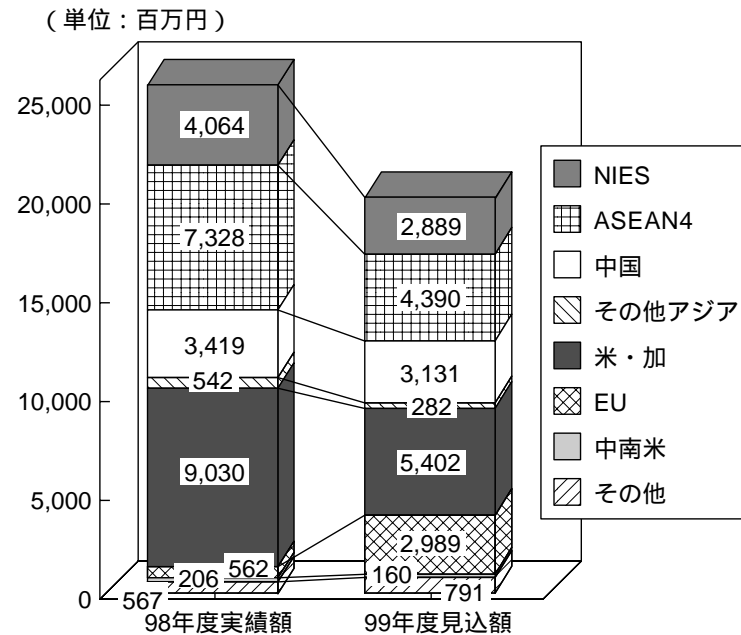 （単位：百万円）
25,000
20,000
15,000
10,000
5,000
0
4,064
7,328
3,419
542
9,030
562
206
567
2,889
4,390
3,131
282
5,402
2,989
160
791
98年度実績額
99年度見込額
NIES
ASEAN4
中国
その他アジア
米・加
EU
中南米
その他